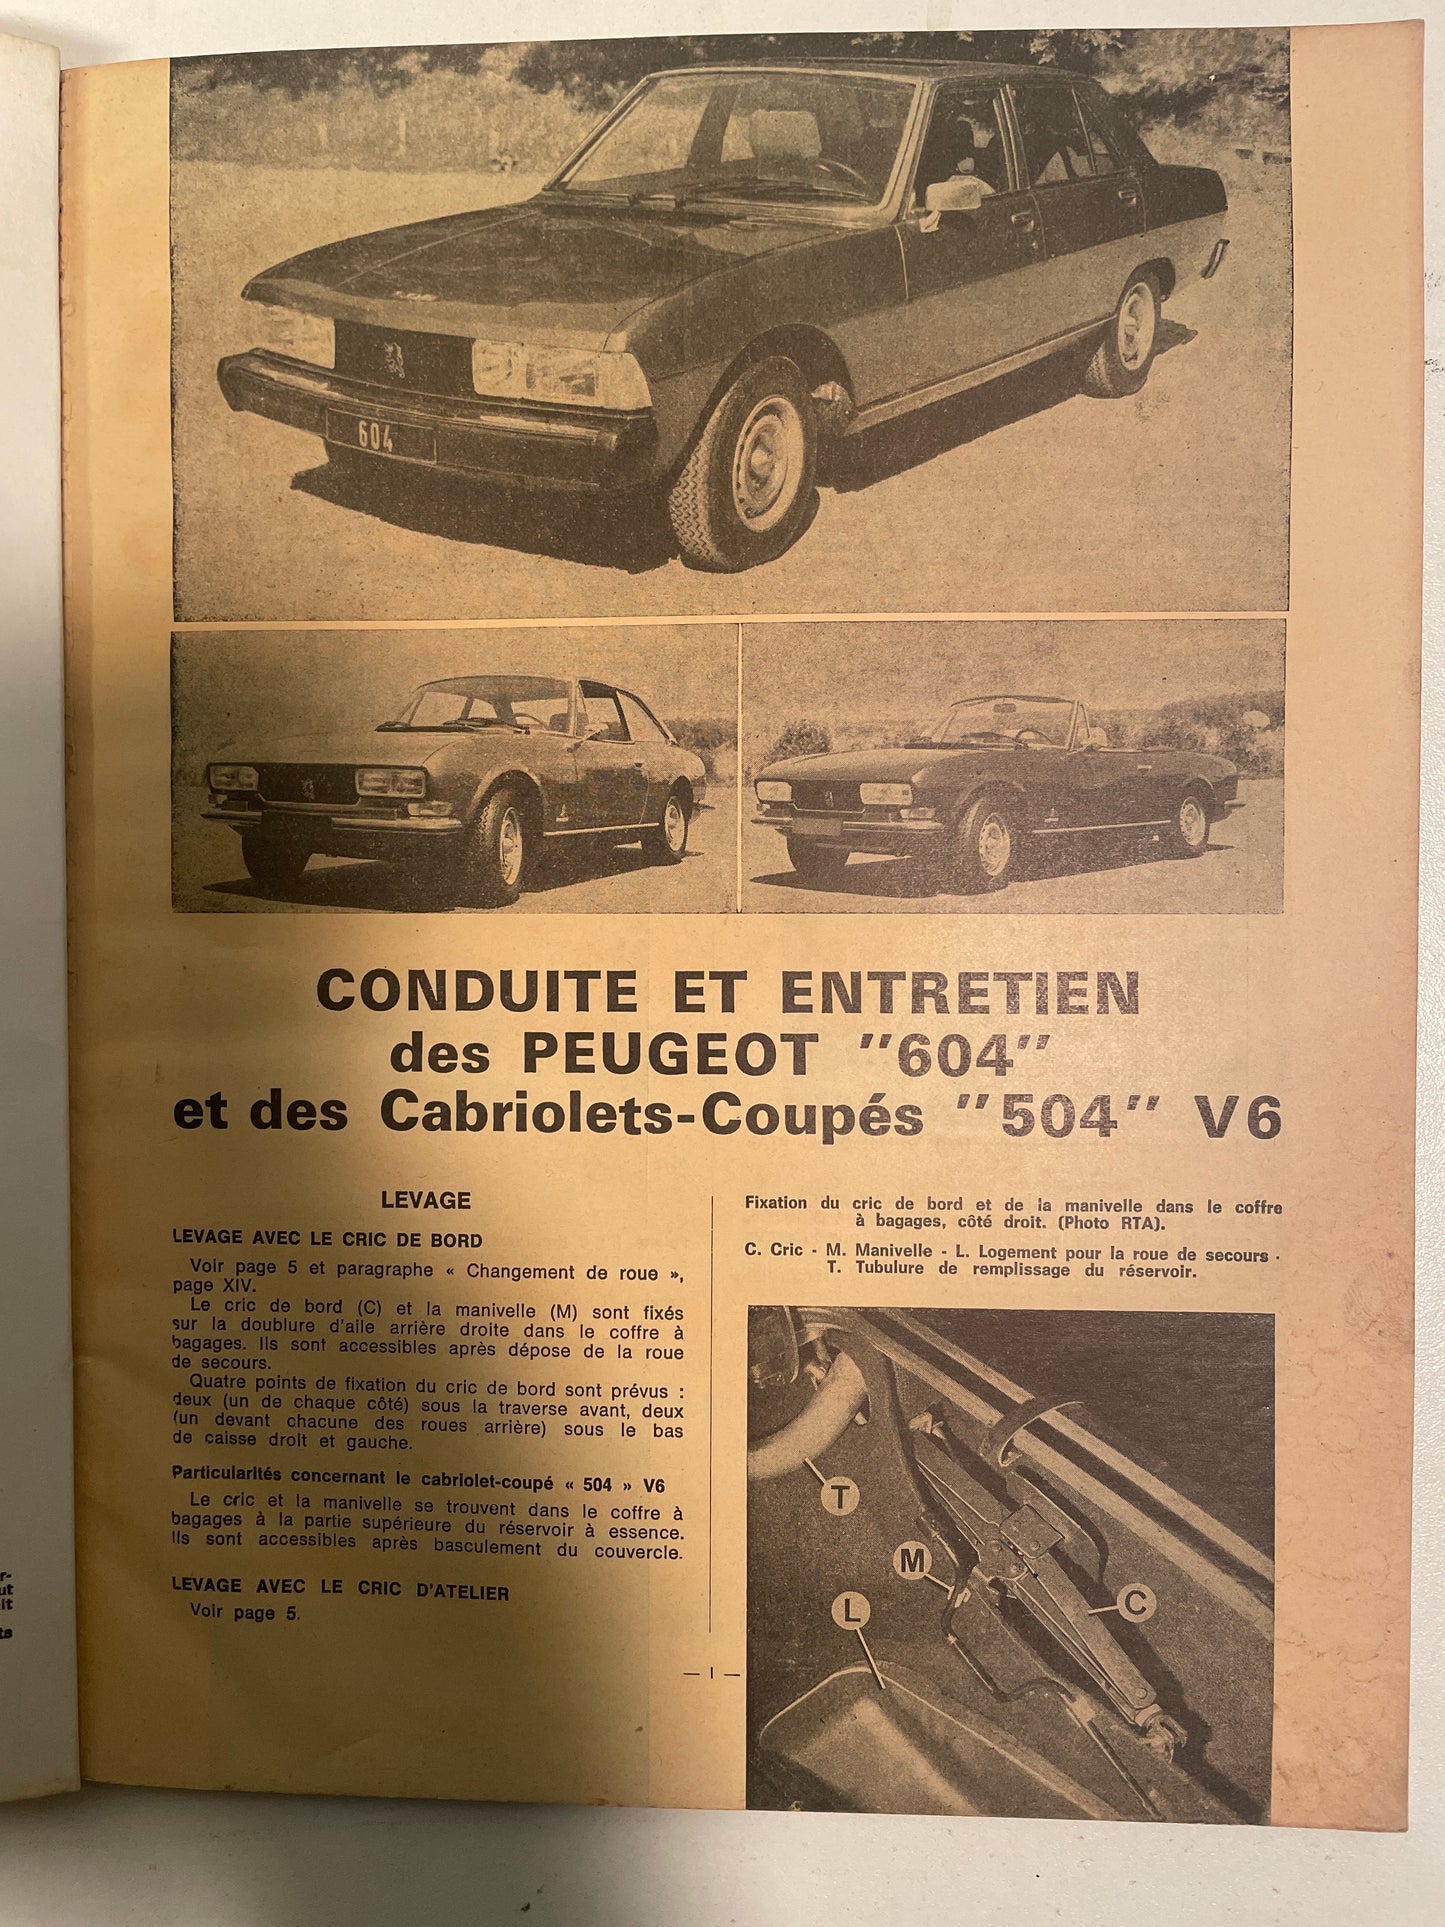 604
CONDUITE ET ENTRETIEN
des PEUGEOT "604"
et des Cabriolets-Coupés "504" V6
LEVAGE
LEVAGE AVEC LE CRIC DE BORD
Voir page 5 et paragraphe « Changement de roue »,
page XIV.
Le cric de bord (C) et la manivelle (M) sont fixés
sur la doublure d'aile arrière droite dans le coffre à
bagages. Ils sont accessibles après dépose de la roue
de secours.
Quatre points de fixation du cric de bord sont prévus :
deux (un de chaque côté) sous la traverse avant, deux
(un devant chacune des roues arrière) sous le bas
de caisse droit et gauche.
Particularités concernant le cabriolet-coupé « 504 » V6
Le cric et la manivelle se trouvent dans le coffre à
bagages à la partie supérieure du réservoir à essence.
Ils sont accessibles après basculement du couvercle.
LEVAGE AVEC LE CRIC D'ATELIER
Voir page 5.
Fixation du cric de bord et de la manivelle dans le coffre
à bagages, côté droit. (Photo RTA).
C. Cric - M. Manivelle - L. Logement pour la roue de secours -
T. Tubulure de remplissage du réservoir.
T
M
C
L
— I —